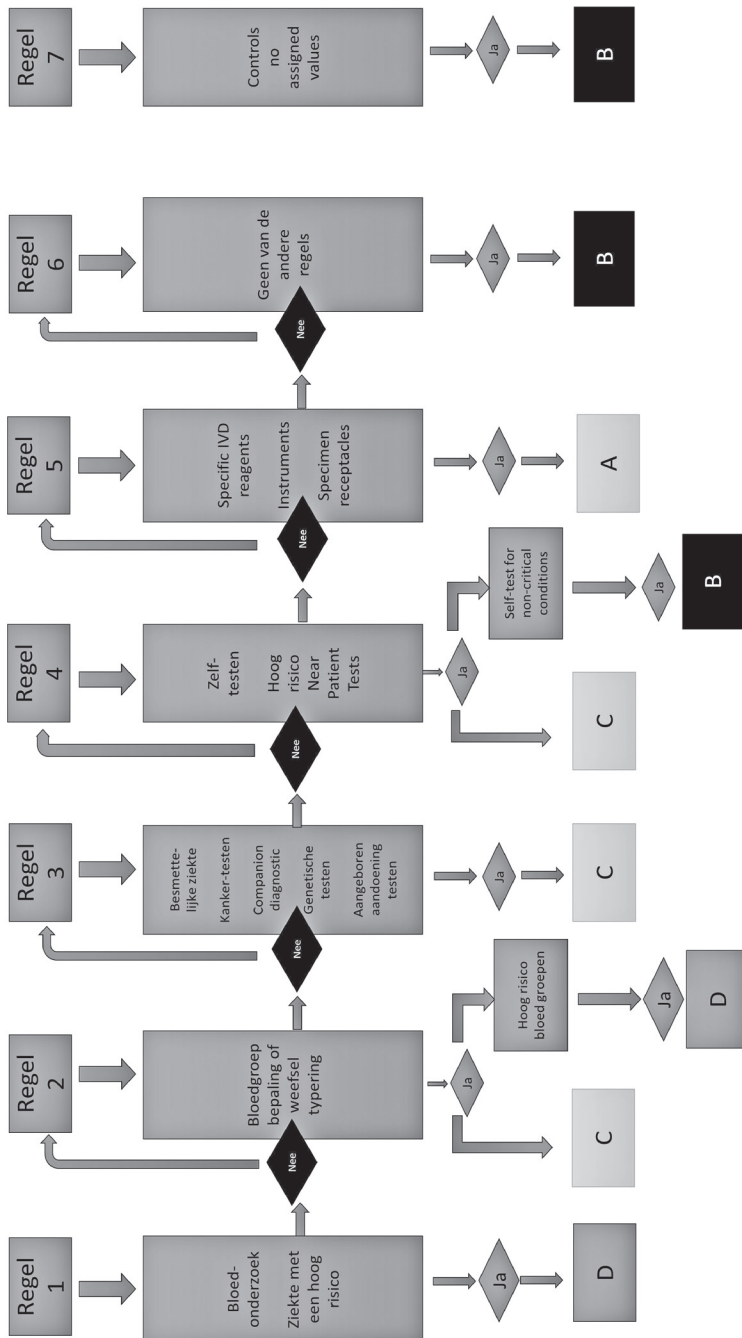 Regel
1
Bloed-
onderzoek
Ziekte met
een hoog
risico
Ja
D
Nee
Regel
2
Bloedgroep
bepaling of
weefsel
typering
Ja
C
Hoog risico
bloed groepen
Ja
D
Nee
Regel
3
Besmette-
lijke ziekte
Kanker-testen
Companion
diagnostic
Genetische
testen
Aangeboren
aandoening
testen
Ja
C
Nee
Regel
4
Zelf-
testen
Hoog
risico
Near
Patient
Tests
Ja
C
Self-test for
non-critical
conditions
Ja
B
Nee
Regel
5
Specific IVD
reagents
Instruments
Specimen
receptacles
Ja
A
Nee
Regel
6
Geen van de
andere
regels
Ja
B
Regel
7
Controls
no
assigned
values
Ja
B